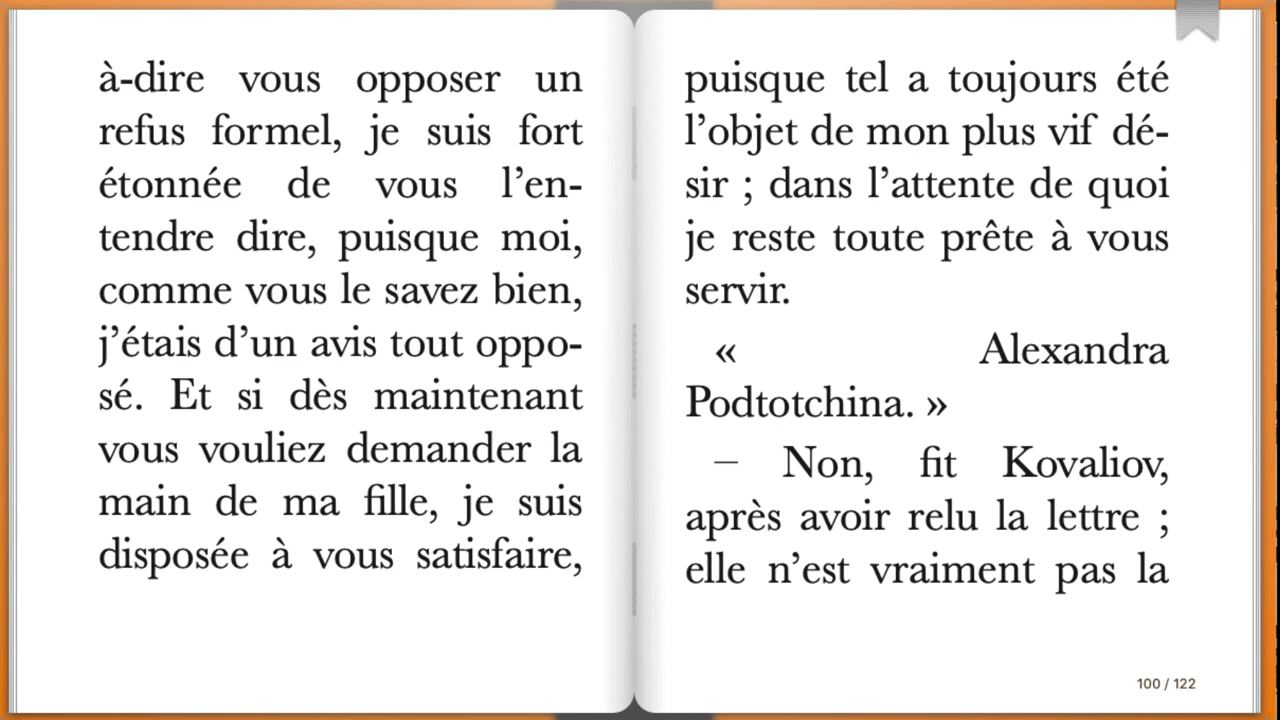 à-dire vous opposer un
refus formel, je suis fort
étonnée de vous l’en-
tendre dire, puisque moi,
comme vous le savez bien,
j’étais d’un avis tout oppo-
sé. Et si dès maintenant
vous vouliez demander la
main de ma fille, je suis
disposée à vous satisfaire,
puisque tel a toujours été
l’objet de mon plus vif dé-
sir ; dans l’attente de quoi
je reste toute prête à vous
servir.
« Alexandra
Podtotchina. »
– Non, fit Kovaliov,
après avoir relu la lettre ;
elle n’est vraiment pas la
100 / 122